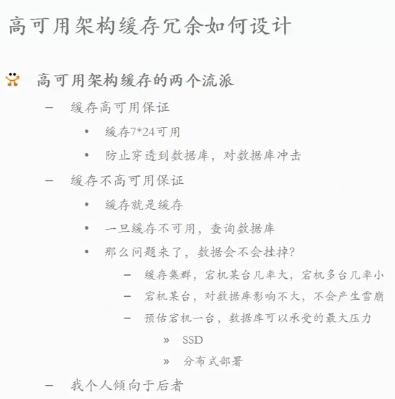 高可用架构缓存冗余如何设计
高可用架构缓存的两个流派
– 缓存高可用保证
• 缓存7*24可用
• 防止穿透到数据库，对数据库冲击
– 缓存不高可用保证
• 缓存就是缓存
• 一旦缓存不可用，查询数据库
• 那么问题来了，数据会不会挂掉？
– 缓存集群，宕机某台几率大，宕机多台几率小
– 宕机某台，对数据库影响不大，不会产生雪崩
– 预估宕机一台，数据库可以承受的最大压力
» SSD
» 分布式部署
– 我个人倾向于后者